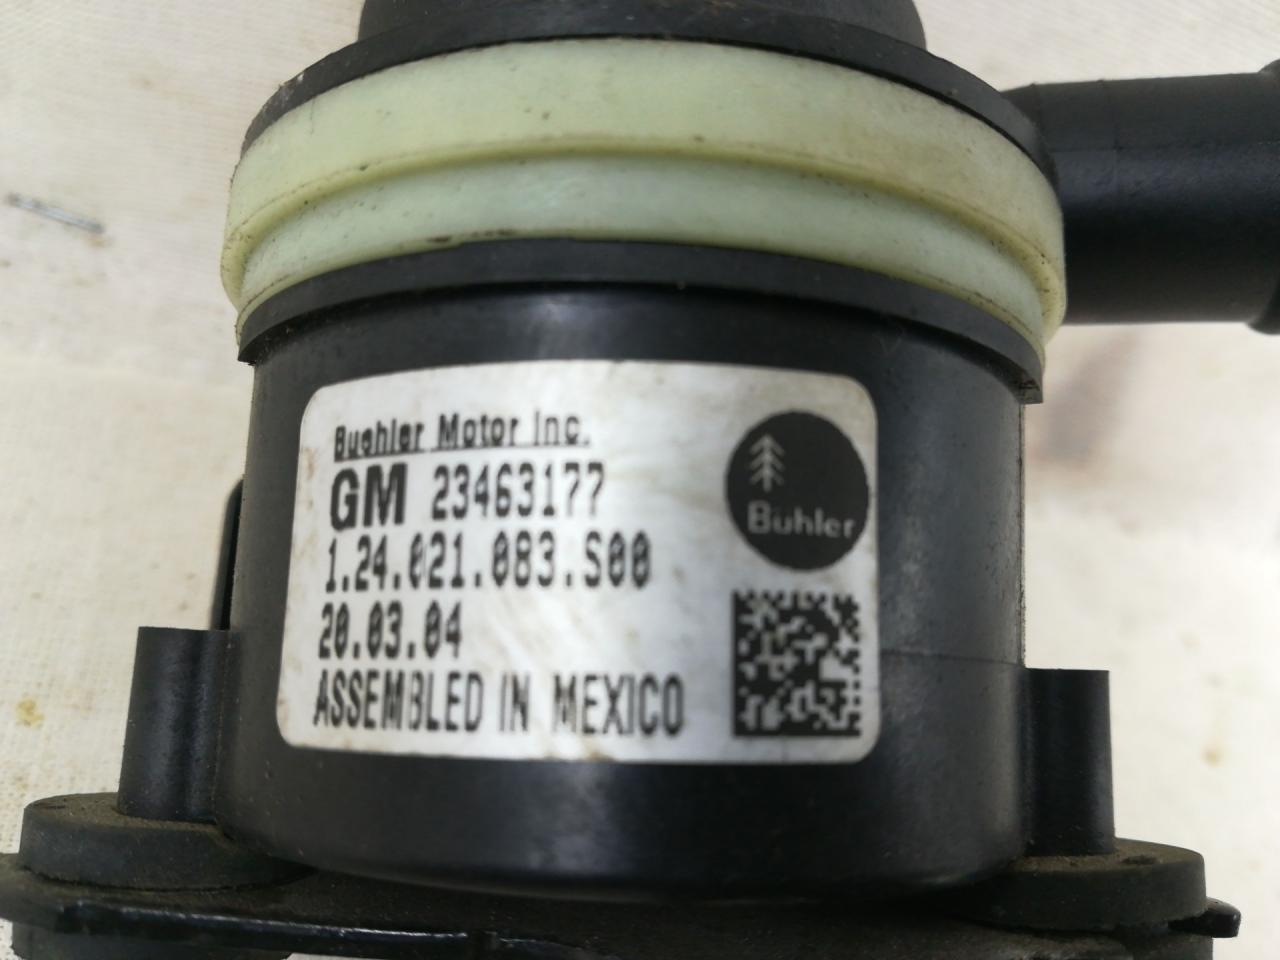 Buehler Motor Inc.
GM 23463177
1.24.021.083.S00
20.03.04
ASSEMBLED IN MEXICO
Bühler